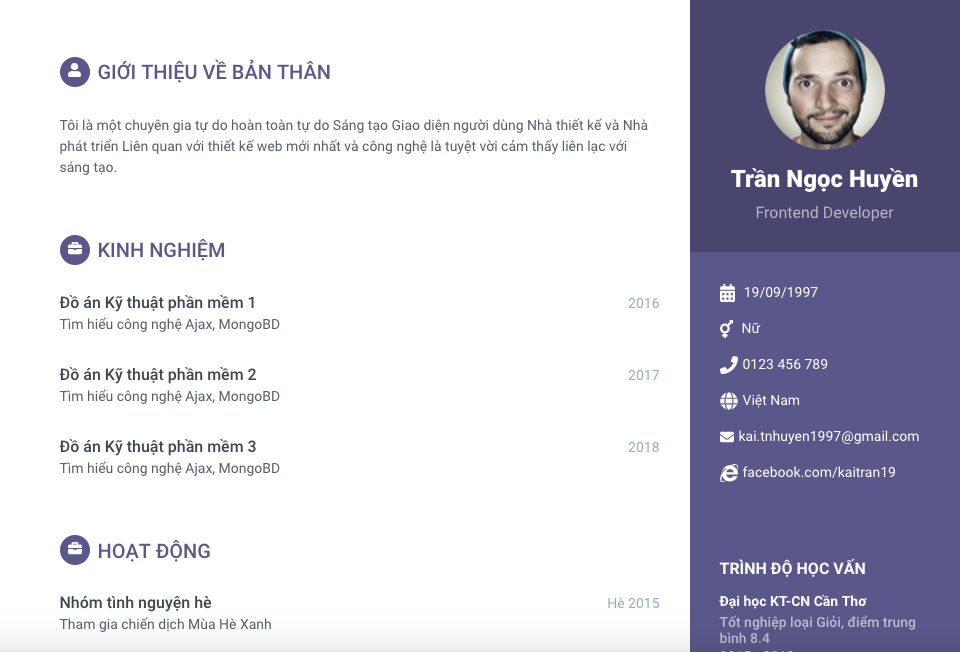 GIỚI THIỆU VỀ BẢN THÂN
Tôi là một chuyên gia tự do hoàn toàn tự do Sáng tạo Giao diện người dùng Nhà thiết kế và Nhà
phát triển Liên quan với thiết kế web mới nhất và công nghệ là tuyệt vời cảm thấy liên lạc với
sáng tạo.
KINH NGHIỆM
Đồ án Kỹ thuật phần mềm 1 2016
Tìm hiểu công nghệ Ajax, MongoBD
Đồ án Kỹ thuật phần mềm 2 2017
Tìm hiểu công nghệ Ajax, MongoBD
Đồ án Kỹ thuật phần mềm 3 2018
Tìm hiểu công nghệ Ajax, MongoBD
HOẠT ĐỘNG
Nhóm tình nguyện hè Hè 2015
Tham gia chiến dịch Mùa Hè Xanh
Trần Ngọc Huyền
Frontend Developer
19/09/1997
Nữ
0123 456 789
Việt Nam
kai.tnhuyen1997@gmail.com
facebook.com/kaitran19
TRÌNH ĐỘ HỌC VẤN
Đại học KT-CN Cần Thơ
Tốt nghiệp loại Giỏi, điểm trung
bình 8.4